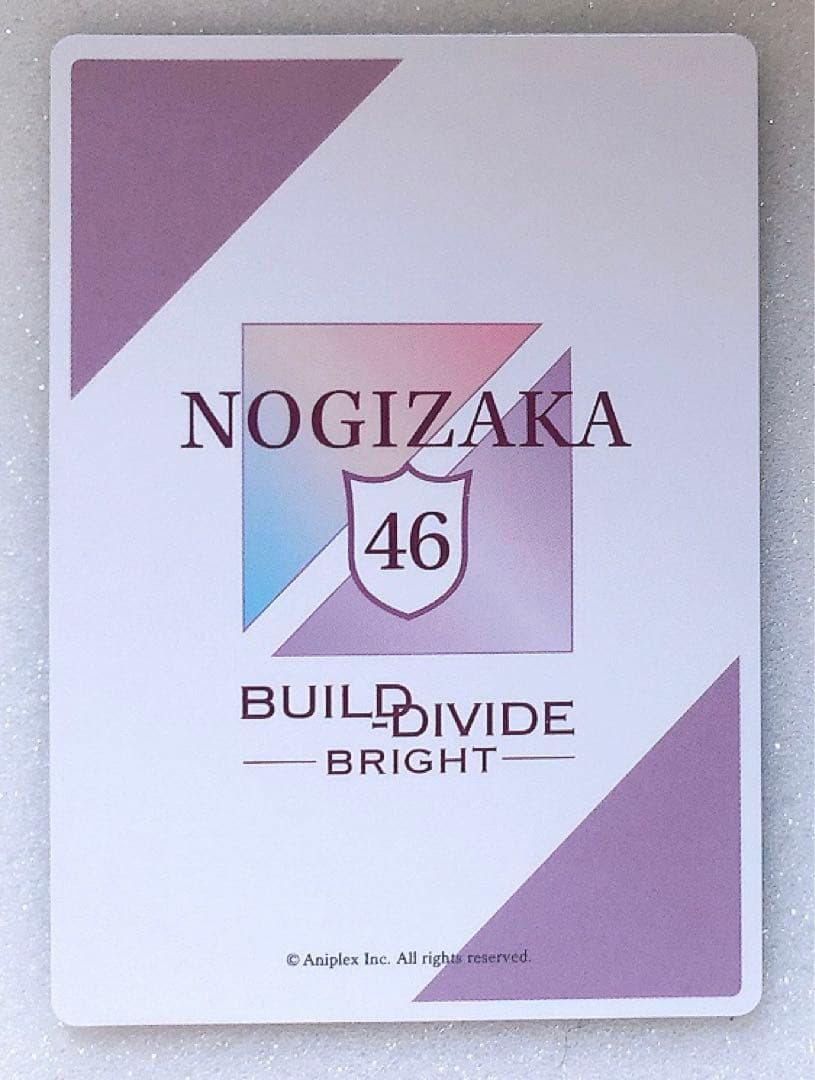 NOGIZAKA
46
BUILD-DIVIDE
BRIGHT
© Aniplex Inc. All rights reserved.